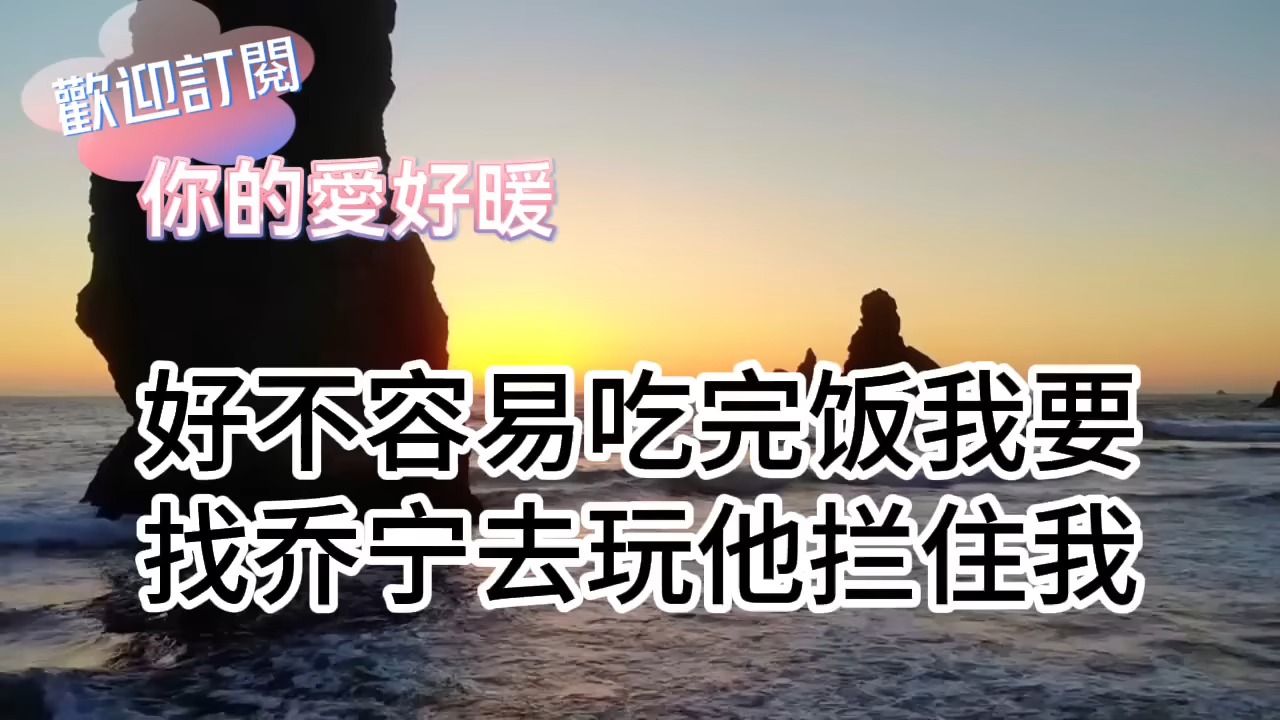 歡迎訂閱
你的愛好暖
好不容易吃完饭我要
找乔宁去玩他拦住我